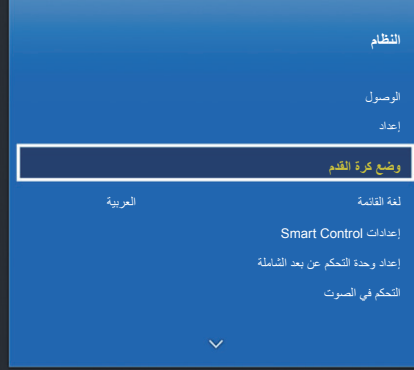 النظام
الوصول
إعداد
وضع كرة القدم
لغة القائمة العربية
إعدادات Smart Control
إعداد وحدة التحكم عن بعد الشاملة
التحكم في الصوت